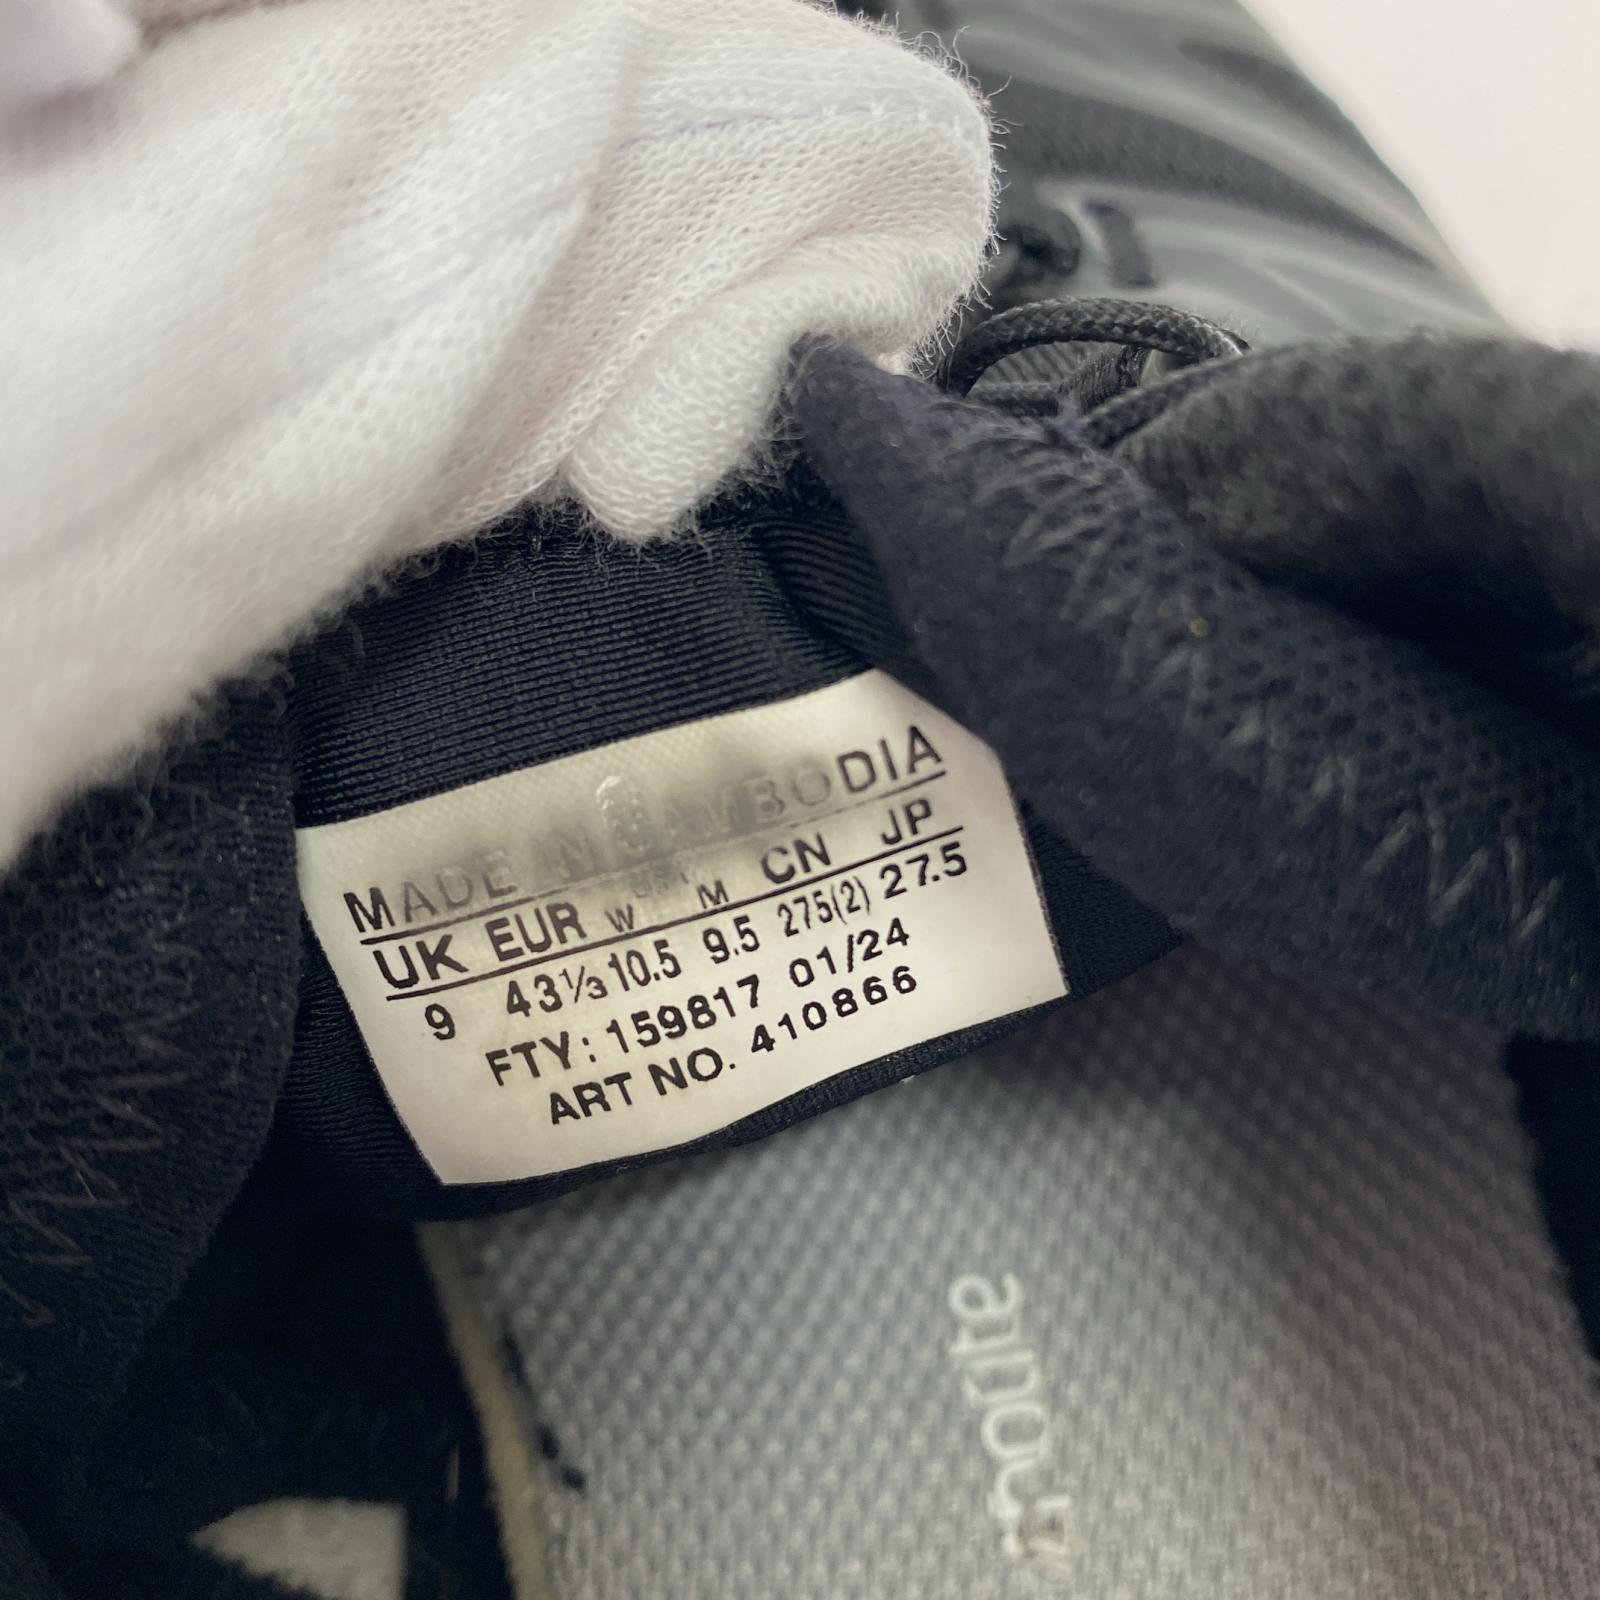 MADE IN CAMBODIA
UK EUR W M CN JP
9 43⅓ 10.5 9.5 275(2) 27.5
FTY: 159817 01/24
ART NO. 410866